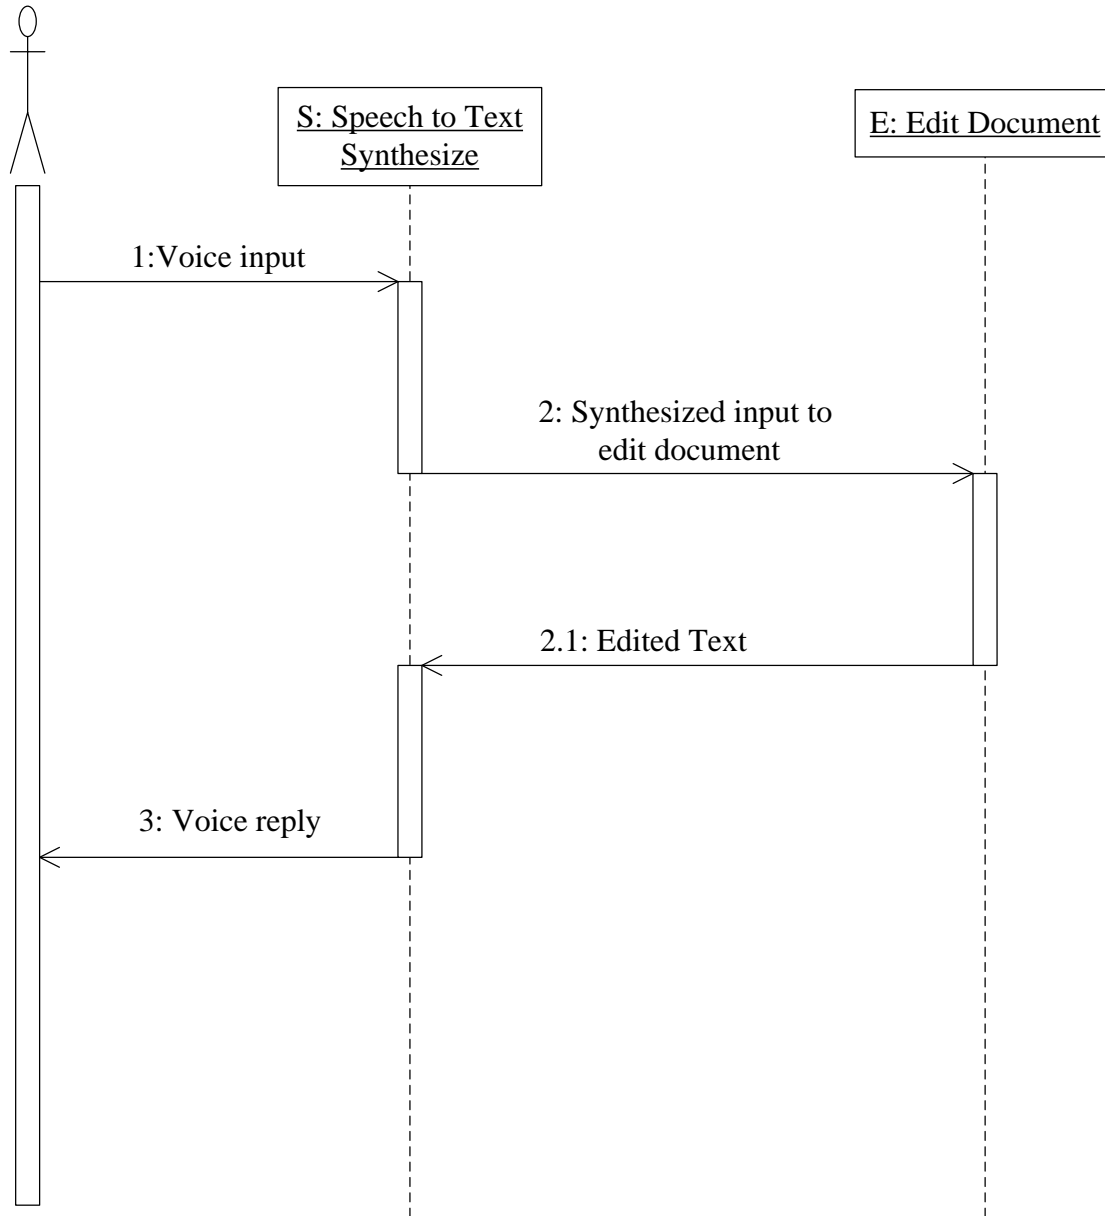 S: Speech to Text
Synthesize
E: Edit Document
1:Voice input
2: Synthesized input to
edit document
2.1: Edited Text
3: Voice reply